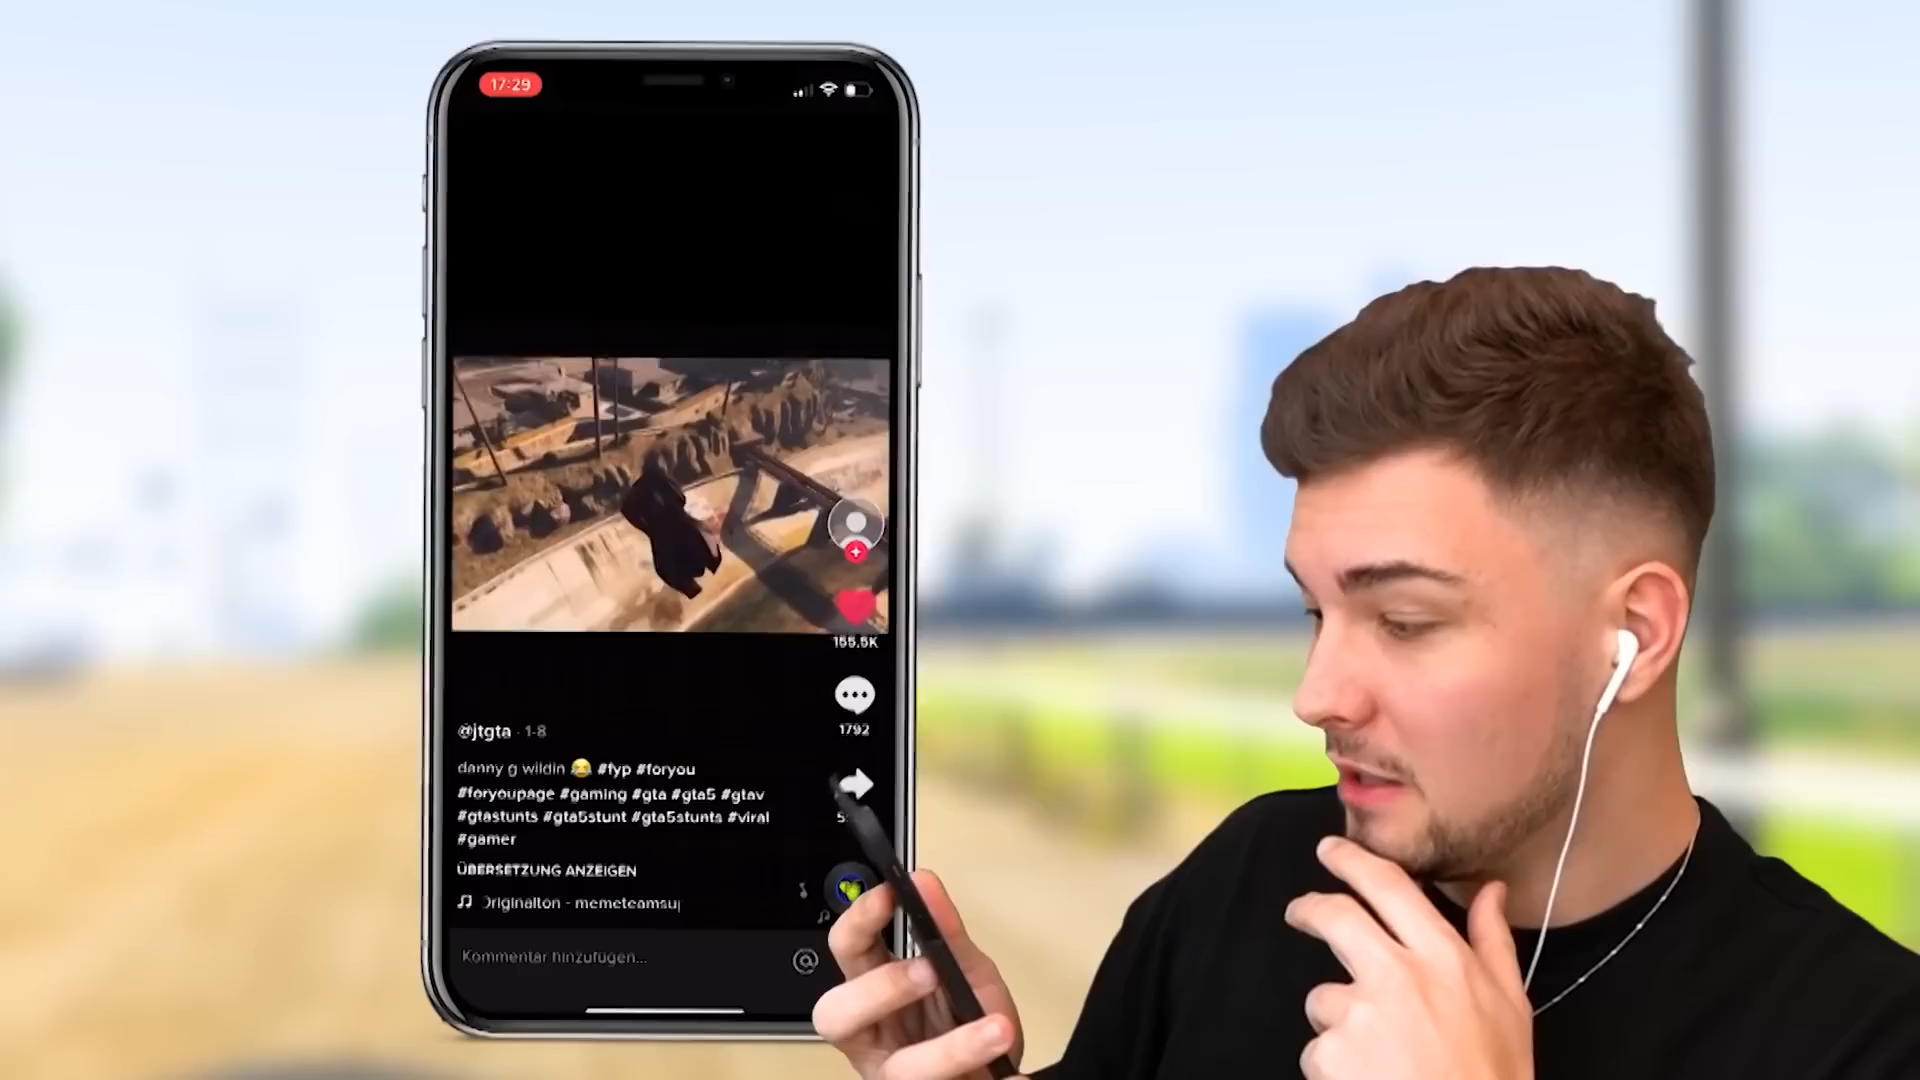 17:29
155.5K
1792
@jtgta · 1-8
danny g wildin 😂 #fyp #foryou
#foryoupage #gaming #gta #gta5 #gtav
#gtastunts #gta5stunt #gta5stunts #viral
#gamer
ÜBERSETZUNG ANZEIGEN
Originalton - memeteamsu
Kommentar hinzufügen...